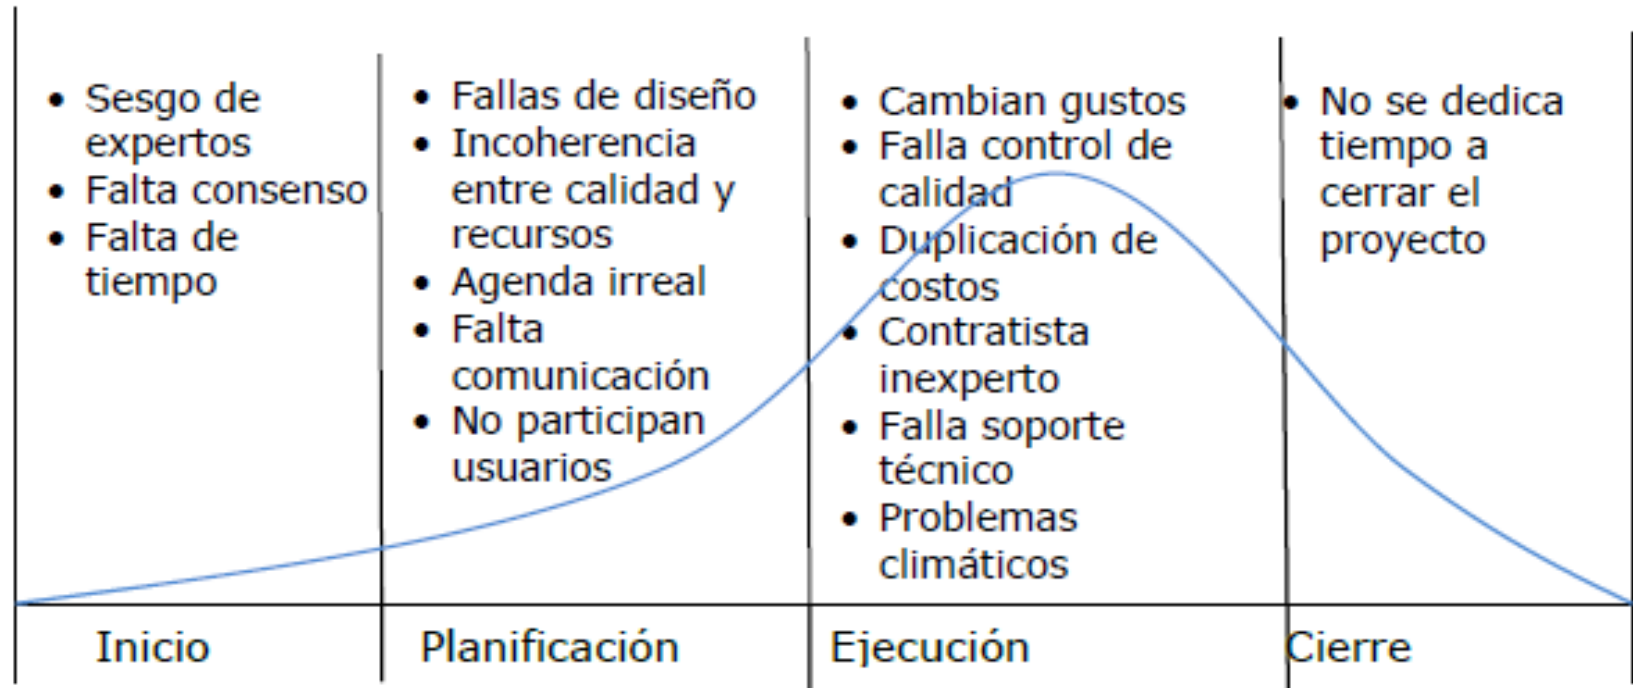 • Sesgo de
expertos
• Falta consenso
• Falta de
tiempo
• Fallas de diseño
• Incoherencia
entre calidad y
recursos
• Agenda irreal
• Falta
comunicación
• No participan
usuarios
• Cambian gustos
• Falla control de
calidad
• Duplicación de
costos
• Contratista
inexperto
• Falla soporte
técnico
• Problemas
climáticos
• No se dedica
tiempo a
cerrar el
proyecto
Inicio
Planificación
Ejecución
Cierre